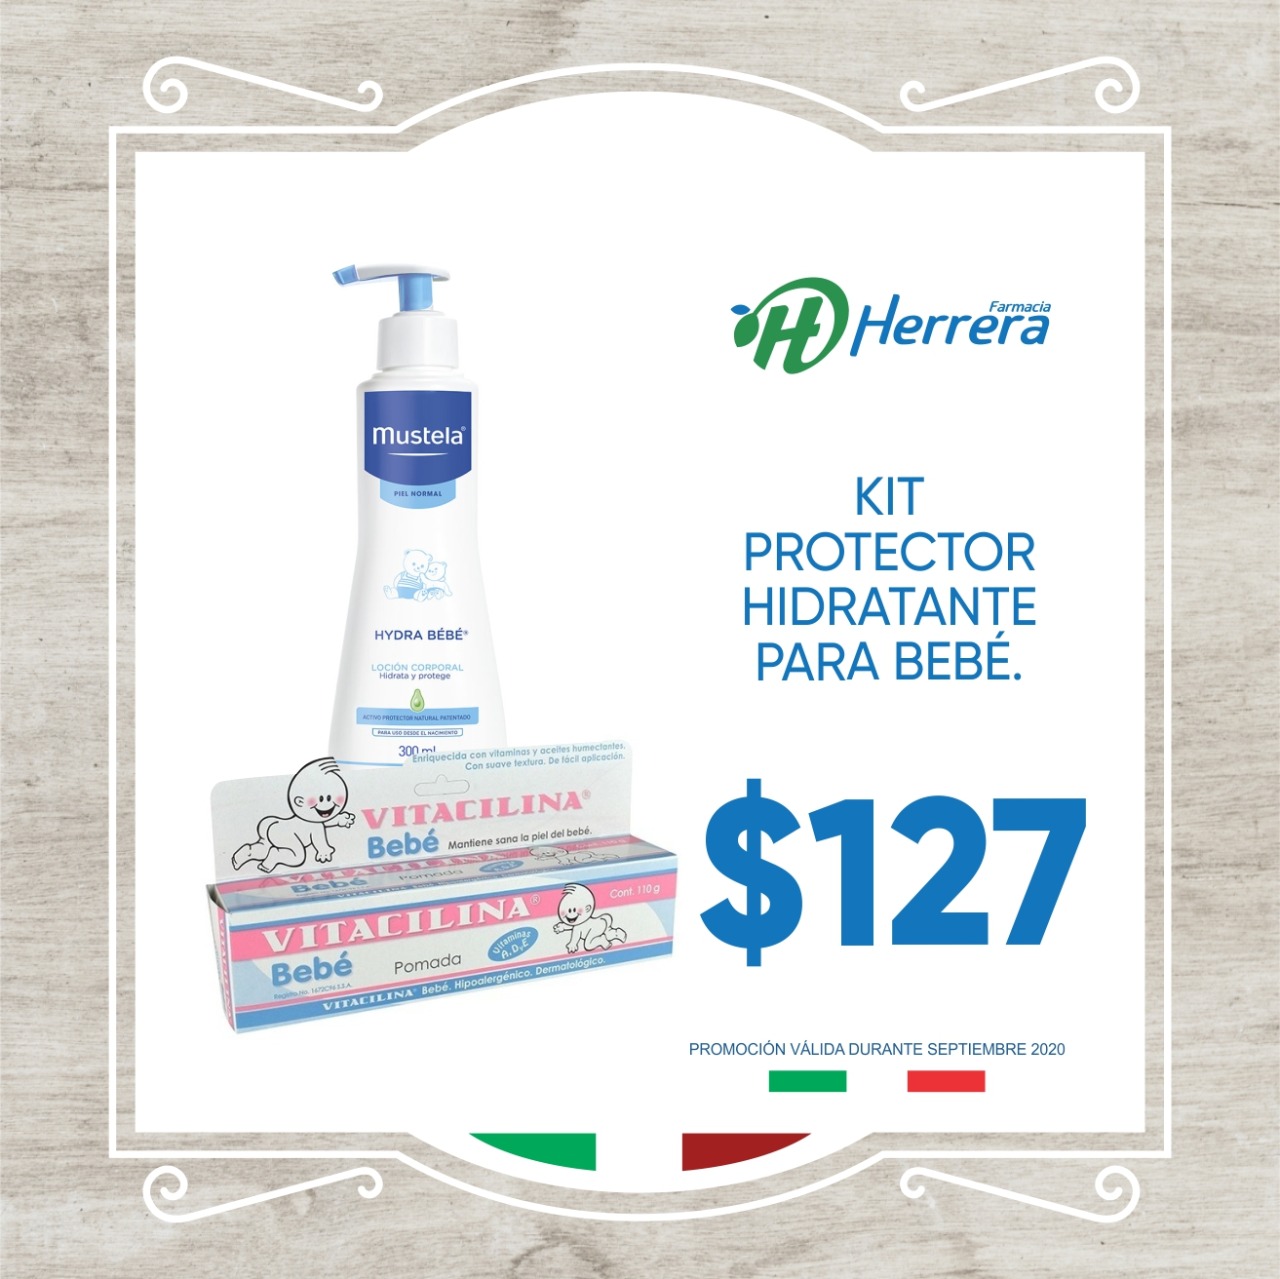 Farmacia
Herrera
Mustela®
PIEL NORMAL
HYDRA BÉBÉ®
LOCIÓN CORPORAL
Hidrata y protege
ACTIVO PROTECTOR NATURAL PATENTADO
PARA USO DESDE EL NACIMIENTO
300 ml
KIT
PROTECTOR
HIDRATANTE
PARA BEBÉ.
$127
Enriquecida con vitaminas y aceites humectantes.
Con suave textura. De fácil aplicación.
VITACILINA®
Bebé Mantiene sana la piel del bebé.
VITACILINA
Bebé Pomada
VITACILINA®
Cont. 110 g
Bebé Pomada
Vitaminas
A, D y E
VITACILINA® Bebé. Hipoalergénico. Dermatológico.
PROMOCIÓN VÁLIDA DURANTE SEPTIEMBRE 2020